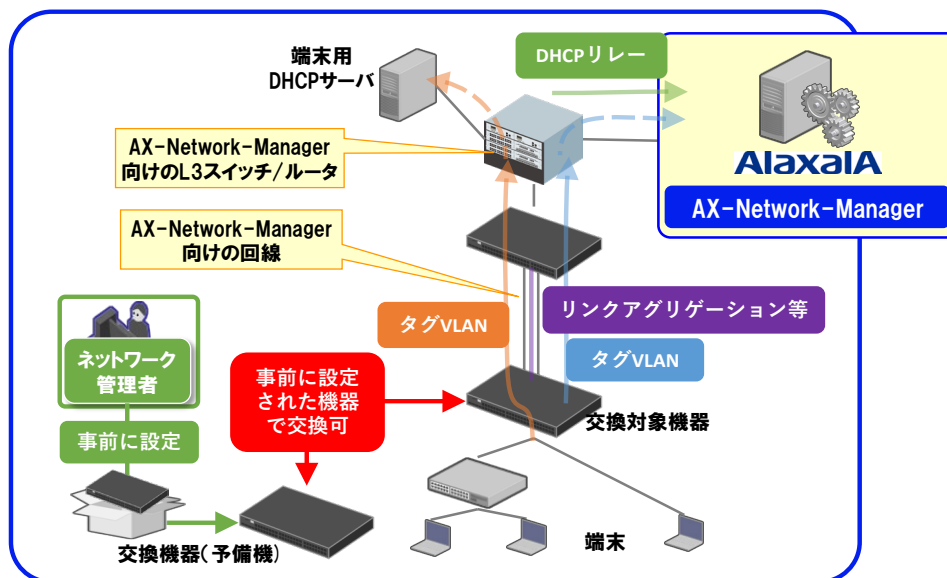 端末用
DHCPサーバ
DHCPリレー
AlaxalA
AX-Network-Manager
AX-Network-Manager
向けのL3スイッチ/ルータ
AX-Network-Manager
向けの回線
タグVLAN
リンクアグリゲーション等
タグVLAN
ネットワーク
管理者
事前に設定
された機器
で交換可
事前に設定
交換対象機器
交換機器(予備機)
端末